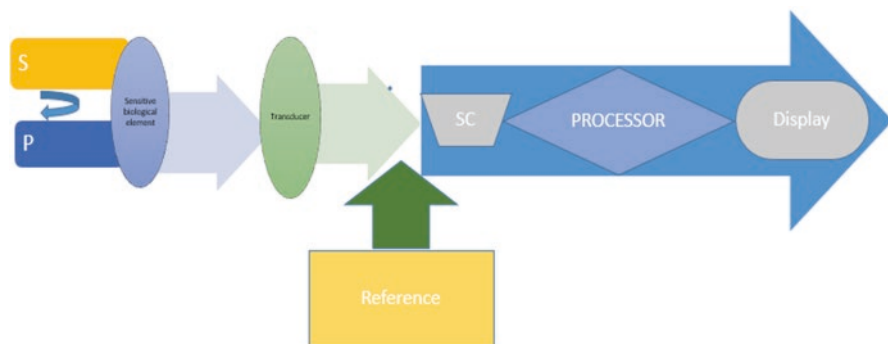 S
P
Sensitive
biological
element
Transducer
SC
PROCESSOR
Display
Reference